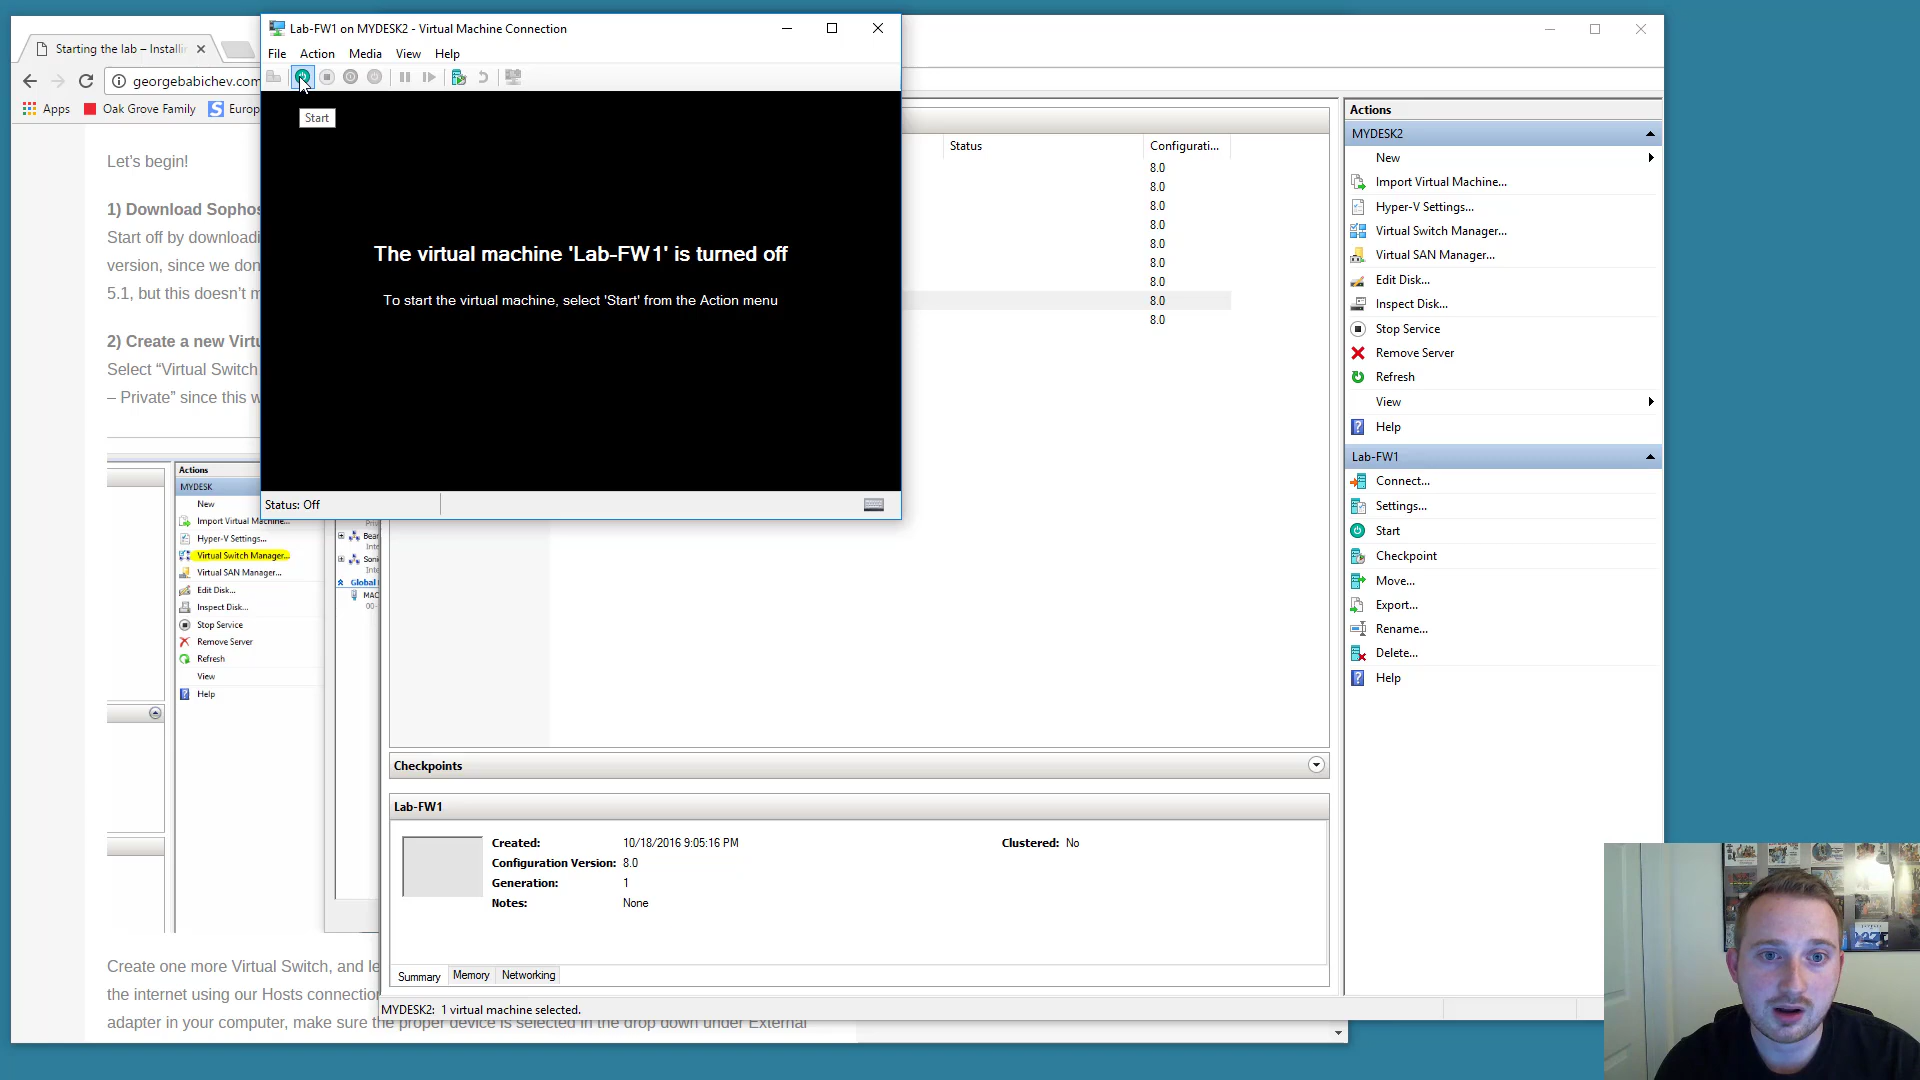 Starting the lab – Installi
georgebabichev.com
Apps
Oak Grove Family
Europ
Let's begin!
1) Download Sophos
Start off by downloadi
version, since we don
5.1, but this doesn't m
2) Create a new Virtu
Select “Virtual Switch
– Private” since this w
Actions
MYDESK
New
Import Virtual Machine...
Hyper-V Settings...
Virtual Switch Manager...
Virtual SAN Manager...
Edit Disk...
Inspect Disk...
Stop Service
Remove Server
Refresh
View
Help
Bear
Inte
Soni
Inte
Global
MAC
00-
Create one more Virtual Switch, and le
the internet using our Hosts connection
adapter in your computer, make sure the proper device is selected in the drop down under External
Lab-FW1 on MYDESK2 - Virtual Machine Connection
File Action Media View Help
Start
The virtual machine 'Lab-FW1' is turned off
To start the virtual machine, select 'Start' from the Action menu
Status: Off
Status Configurati...
8.0
8.0
8.0
8.0
8.0
8.0
8.0
8.0
8.0
Checkpoints
Lab-FW1
Created: 10/18/2016 9:05:16 PM Clustered: No
Configuration Version: 8.0
Generation: 1
Notes: None
Summary Memory Networking
MYDESK2: 1 virtual machine selected.
Actions
MYDESK2
New
Import Virtual Machine...
Hyper-V Settings...
Virtual Switch Manager...
Virtual SAN Manager...
Edit Disk...
Inspect Disk...
Stop Service
Remove Server
Refresh
View
Help
Lab-FW1
Connect...
Settings...
Start
Checkpoint
Move...
Export...
Rename...
Delete...
Help